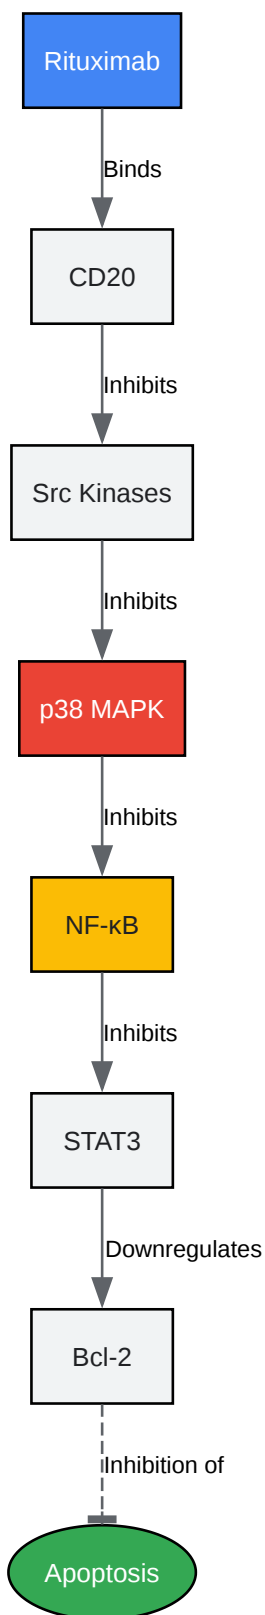 Rituximab
Binds
CD20
Inhibits
Src Kinases
Inhibits
p38 MAPK
Inhibits
NF-κB
Inhibits
STAT3
Downregulates
Bcl-2
Inhibition of
Apoptosis